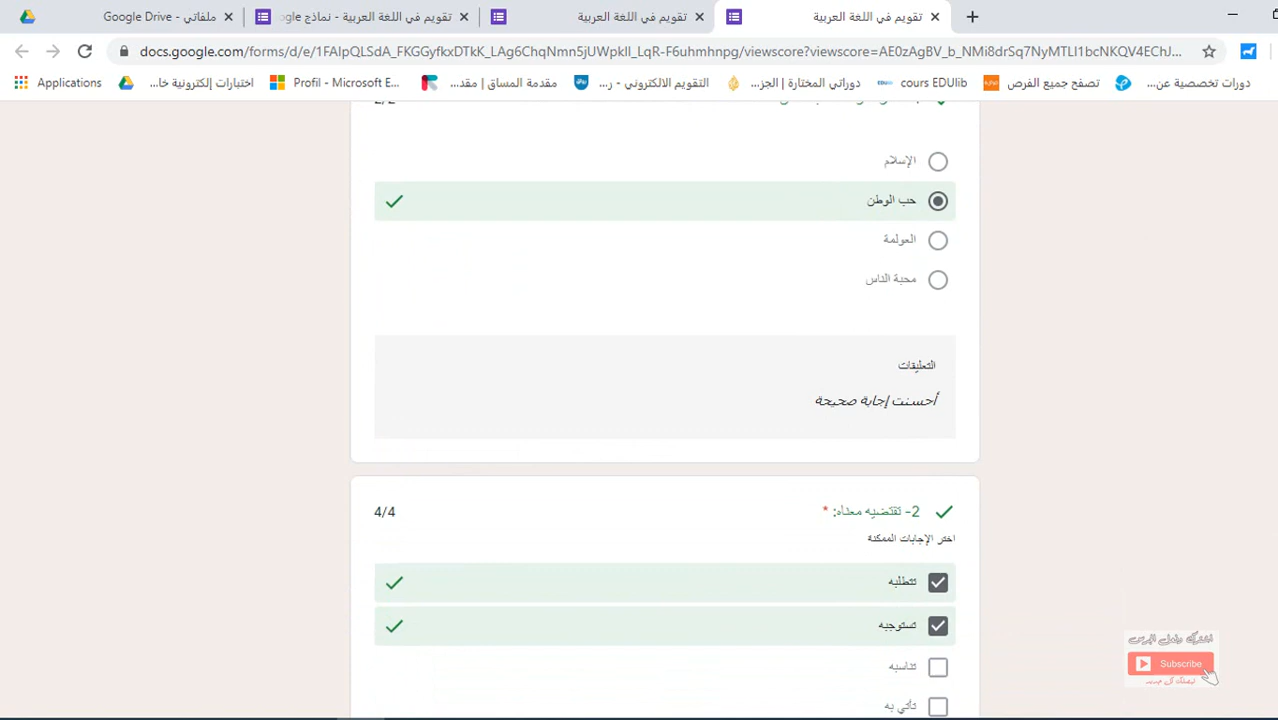 ملفاتي - Google Drive
تقويم في اللغة العربية - نماذج gle
تقويم في اللغة العربية
تقويم في اللغة العربية
docs.google.com/forms/d/e/1FAIpQLSdA_FKGGyfkxDTkK_LAg6ChqNmn5jUWpkIl_LqR-F6uhmhnpg/viewscore?viewscore=AE0zAgBV_b_NMi8drSq7NyMTLI1bcNKQV4EChJ...
Applications
اختبارات إلكترونية خا...
Profil - Microsoft E...
مقدمة المساق | مقد...
التقويم الالكتروني - ر...
دوراتي المختارة | الجز...
cours EDUlib
تصفح جميع الفرص
دورات تخصصية عن...
2/2
الإسلام
حب الوطن
العولمة
محبة الناس
التعليقات
أحسنت إجابة صحيحة
2- تقتضيه معناه: *
4/4
اختر الإجابات الممكنة
تتطلبه
تستوجبه
تناسبه
تأتي به
Subscribe